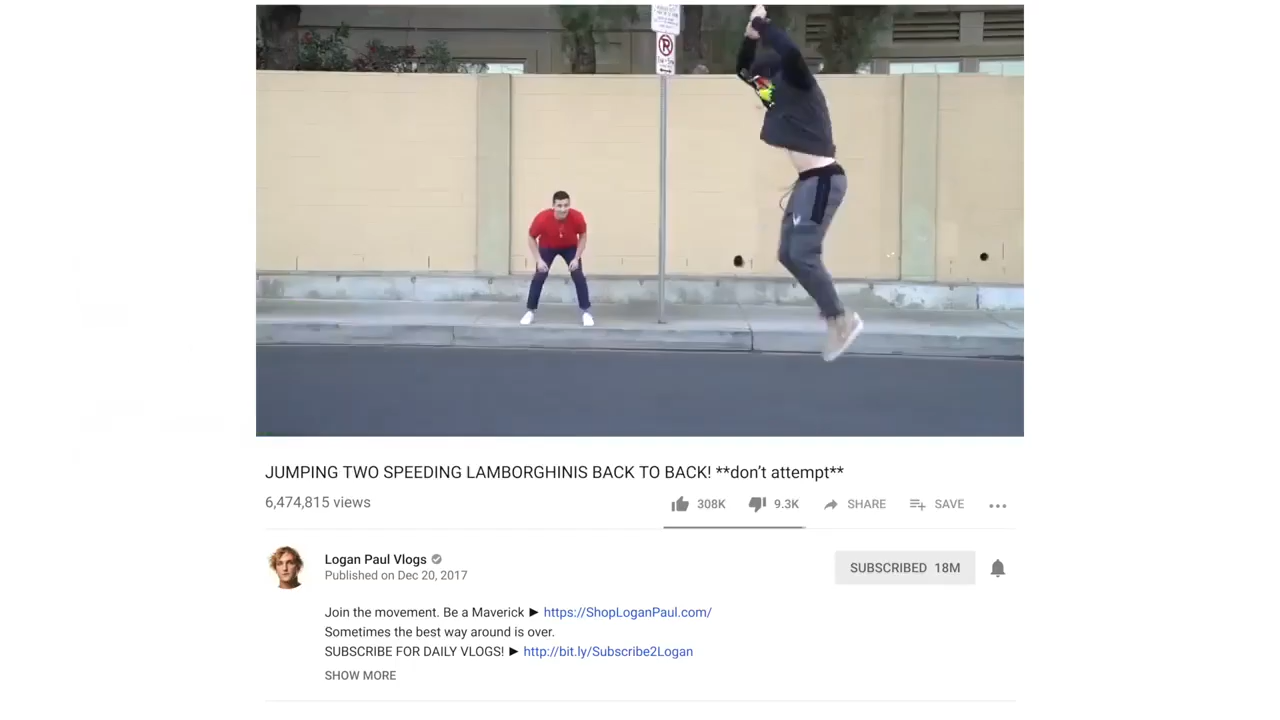 JUMPING TWO SPEEDING LAMBORGHINIS BACK TO BACK! **don’t attempt**
6,474,815 views
308K
9.3K
SHARE
SAVE
Logan Paul Vlogs
Published on Dec 20, 2017
SUBSCRIBED 18M
Join the movement. Be a Maverick ► https://ShopLoganPaul.com/
Sometimes the best way around is over.
SUBSCRIBE FOR DAILY VLOGS! ► http://bit.ly/Subscribe2Logan
SHOW MORE